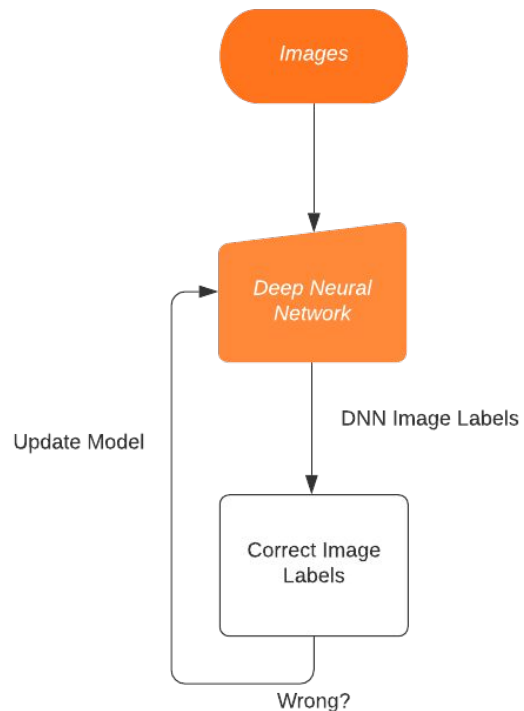 Images
Deep Neural
Network
DNN Image Labels
Update Model
Correct Image
Labels
Wrong?